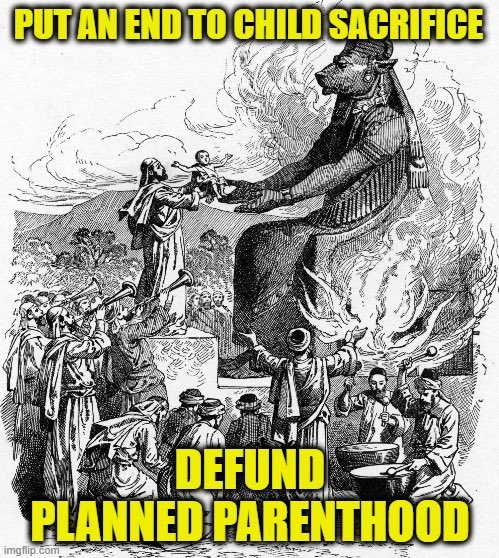 PUT AN END TO CHILD SACRIFICE
DEFUND
PLANNED PARENTHOOD
imgflip.com